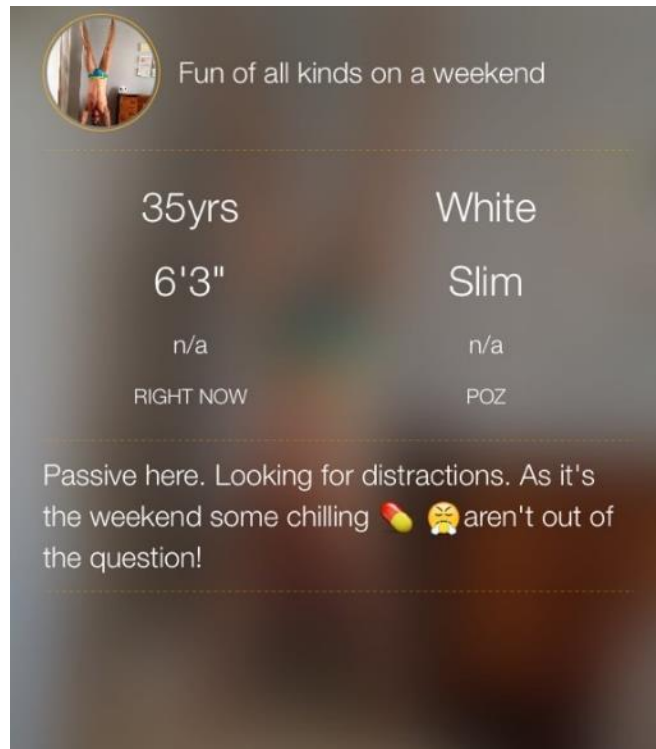 Fun of all kinds on a weekend
35yrs White
6'3" Slim
n/a n/a
RIGHT NOW POZ
Passive here. Looking for distractions. As it's
the weekend some chilling 💊 😤 aren't out of
the question!